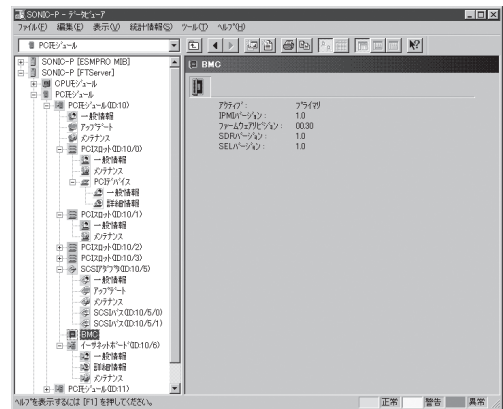 SONIC-P - ﾃﾞｰﾀﾋﾞｭｰｱ
ﾌｧｲﾙ(F) 編集(E) 表示(V) 統計情報(S) ﾂｰﾙ(T) ﾍﾙﾌﾟ(H)
PCIﾓｼﾞｭｰﾙ
SONIC-P [ESMPRO MIB]
SONIC-P [FTServer]
CPUﾓｼﾞｭｰﾙ
PCIﾓｼﾞｭｰﾙ
PCIﾓｼﾞｭｰﾙ(ID:10)
一般情報
ｱｯﾌﾟﾃﾞｰﾄ
ﾒﾝﾃﾅﾝｽ
PCIｽﾛｯﾄ(ID:10/0)
一般情報
ﾒﾝﾃﾅﾝｽ
PCIﾃﾞﾊﾞｲｽ
一般情報
詳細情報
PCIｽﾛｯﾄ(ID:10/1)
一般情報
ﾒﾝﾃﾅﾝｽ
PCIｽﾛｯﾄ(ID:10/2)
PCIｽﾛｯﾄ(ID:10/3)
SCSIｱﾀﾞﾌﾟﾀ(ID:10/5)
一般情報
ｱｯﾌﾟﾃﾞｰﾄ
ﾒﾝﾃﾅﾝｽ
SCSIﾊﾞｽ(ID:10/5/0)
SCSIﾊﾞｽ(ID:10/5/1)
BMC
ｲｰｻﾈｯﾄﾎﾞｰﾄﾞ(ID:10/6)
一般情報
詳細情報
ﾒﾝﾃﾅﾝｽ
PCIﾓｼﾞｭｰﾙ(ID:11)
BMC
ｱｸﾃｨﾌﾞ: ﾌﾟﾗｲﾏﾘ
IPMIﾊﾞｰｼﾞｮﾝ: 1.0
ﾌｧｰﾑｳｪｱﾘﾋﾞｼﾞｮﾝ: 00.30
SDRﾊﾞｰｼﾞｮﾝ: 1.0
SELﾊﾞｰｼﾞｮﾝ: 1.0
ﾍﾙﾌﾟを表示するには [F1] を押してください。
正常 警告 異常